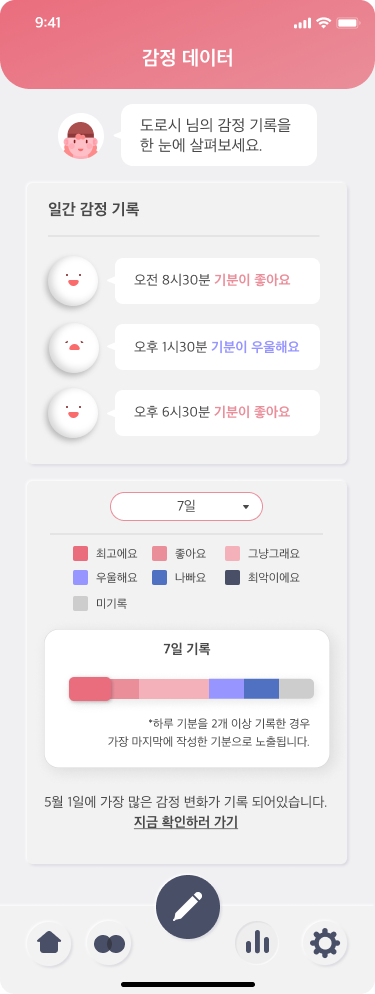 9:41
감정 데이터
도로시 님의 감정 기록을
한 눈에 살펴보세요.
일간 감정 기록
오전 8시30분 기분이 좋아요
오후 1시30분 기분이 우울해요
오후 6시30분 기분이 좋아요
7일
최고에요 좋아요 그냥그래요
우울해요 나빠요 최악이에요
미기록
7일 기록
*하루 기분을 2개 이상 기록한 경우
가장 마지막에 작성한 기분으로 노출됩니다.
5월 1일에 가장 많은 감정 변화가 기록 되어있습니다.
지금 확인하러 가기